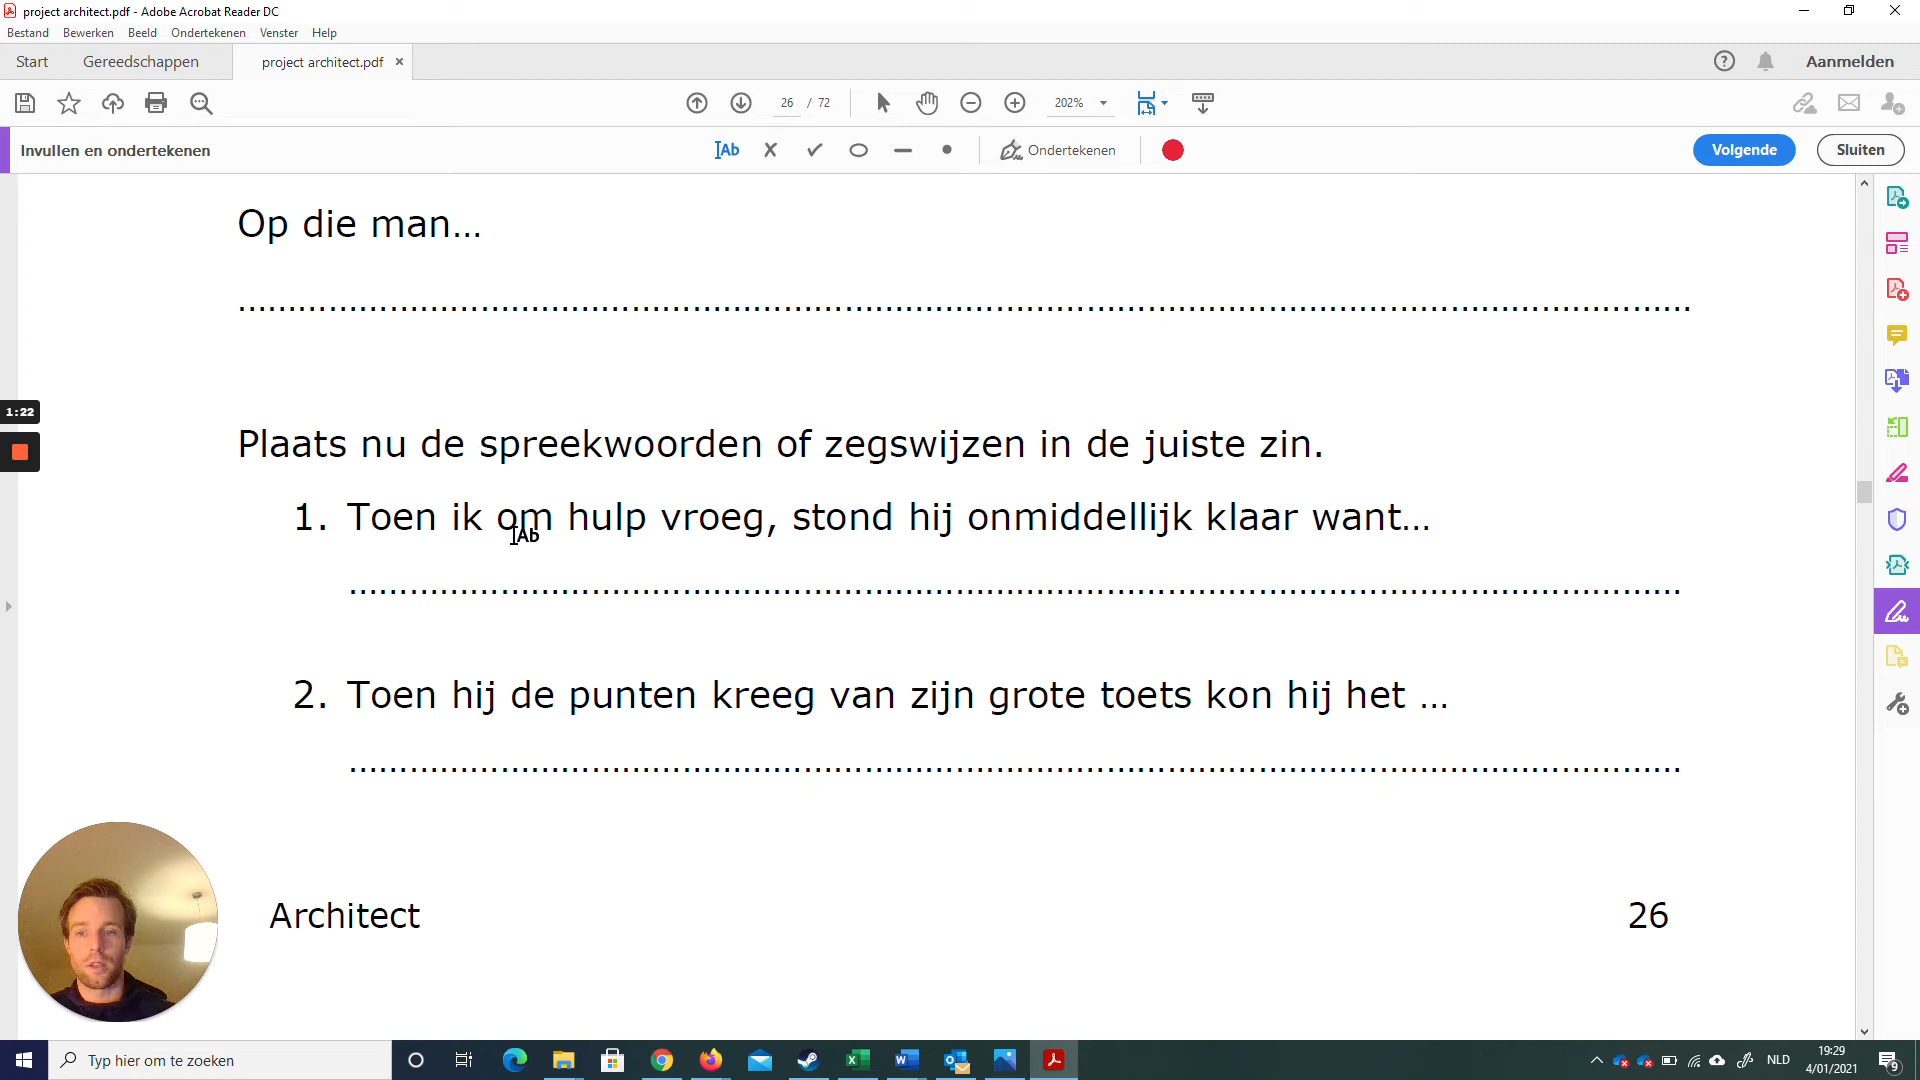 project architect.pdf - Adobe Acrobat Reader DC
Bestand Bewerken Beeld Ondertekenen Venster Help
Start Gereedschappen project architect.pdf × Aanmelden
26 / 72 202%
Invullen en ondertekenen Ab Ondertekenen Volgende Sluiten
Op die man…
Plaats nu de spreekwoorden of zegswijzen in de juiste zin.
1:22
1. Toen ik om hulp vroeg, stond hij onmiddellijk klaar want…
Ab
2. Toen hij de punten kreeg van zijn grote toets kon hij het …
Architect 26
Typ hier om te zoeken
NLD 19:29
4/01/2021
9